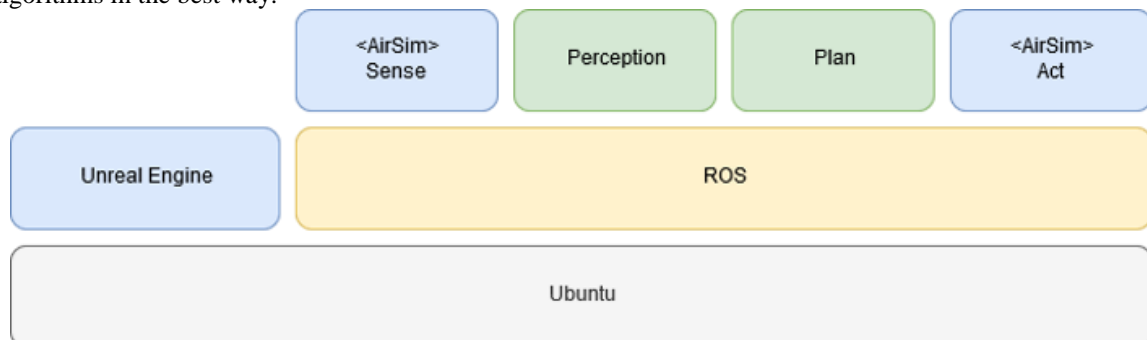 algorithms in the best way.
<AirSim>
Sense
Perception
Plan
<AirSim>
Act
Unreal Engine
ROS
Ubuntu